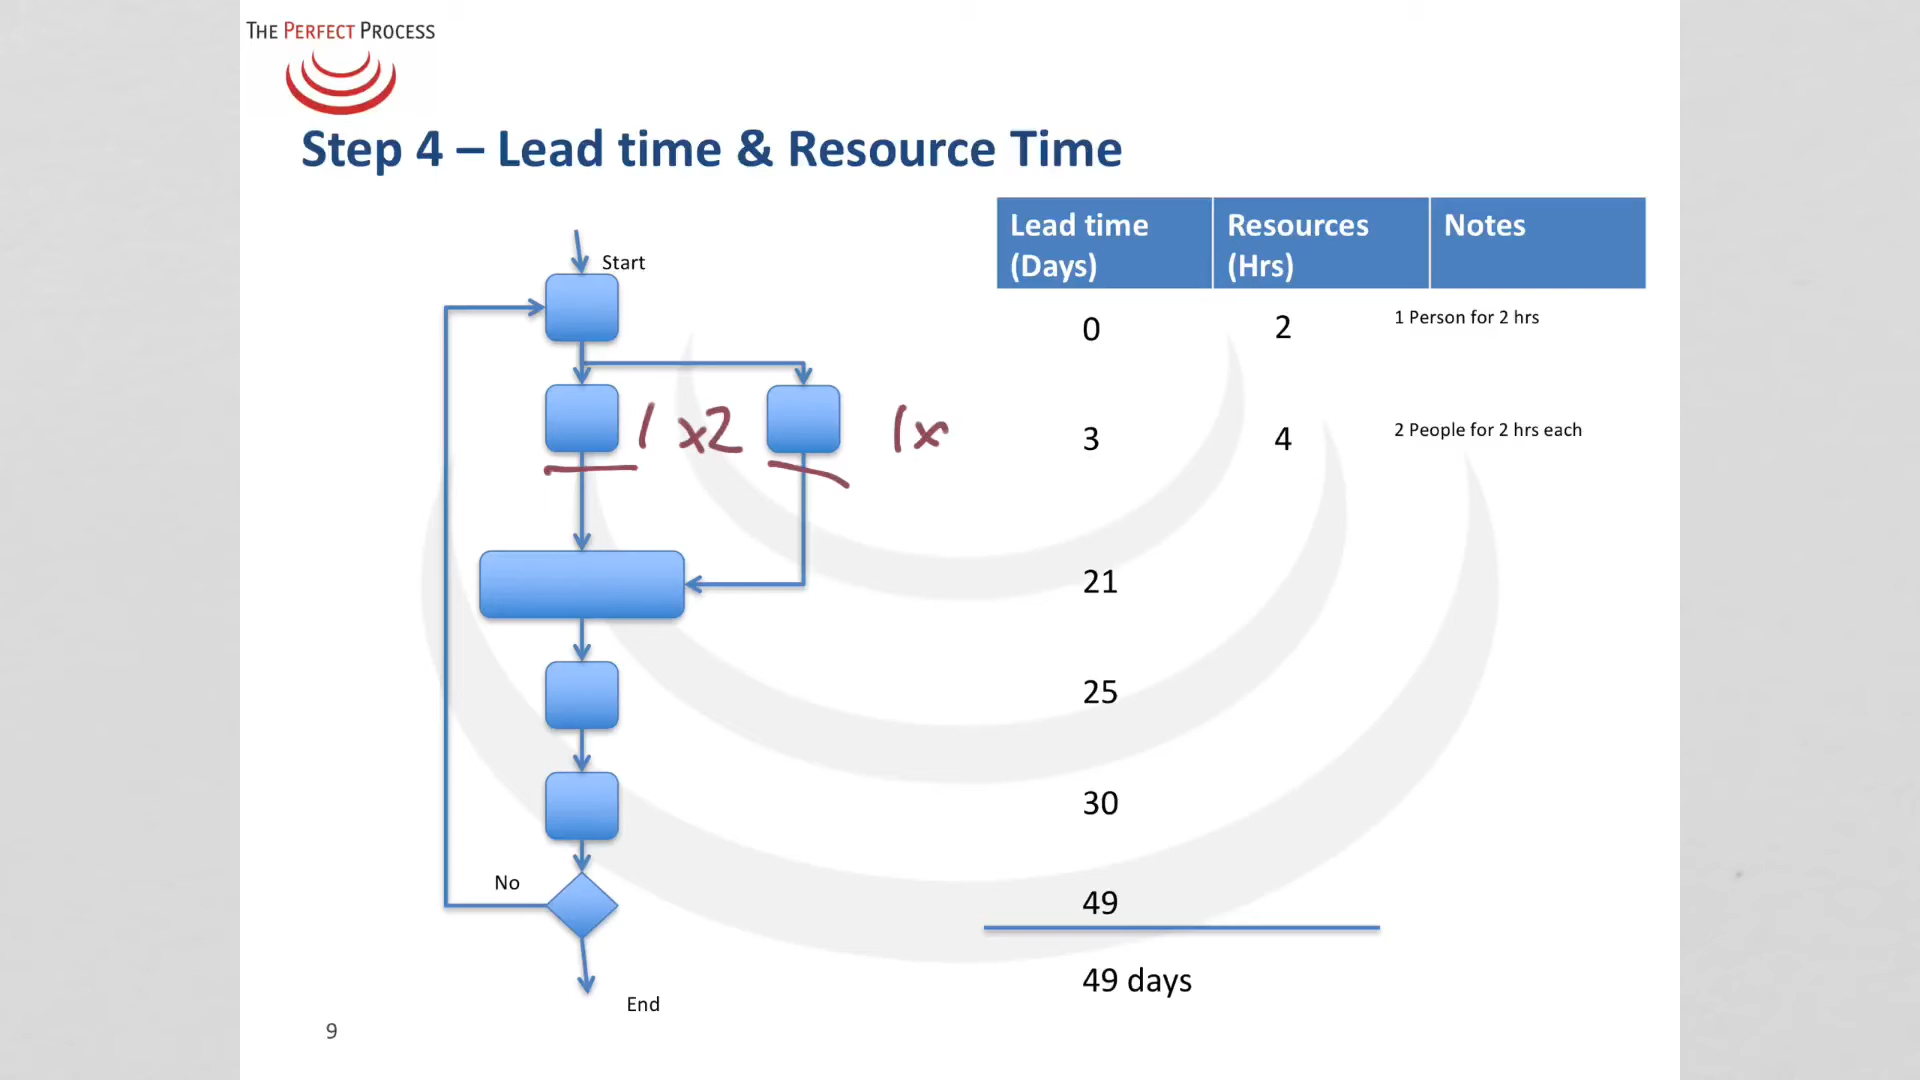 THE PERFECT PROCESS
Step 4 – Lead time & Resource Time
Lead time (Days) Resources (Hrs) Notes
Start
0 2 1 Person for 2 hrs
1 x2 1x
3 4 2 People for 2 hrs each
21
25
30
No
49
49 days
End
9